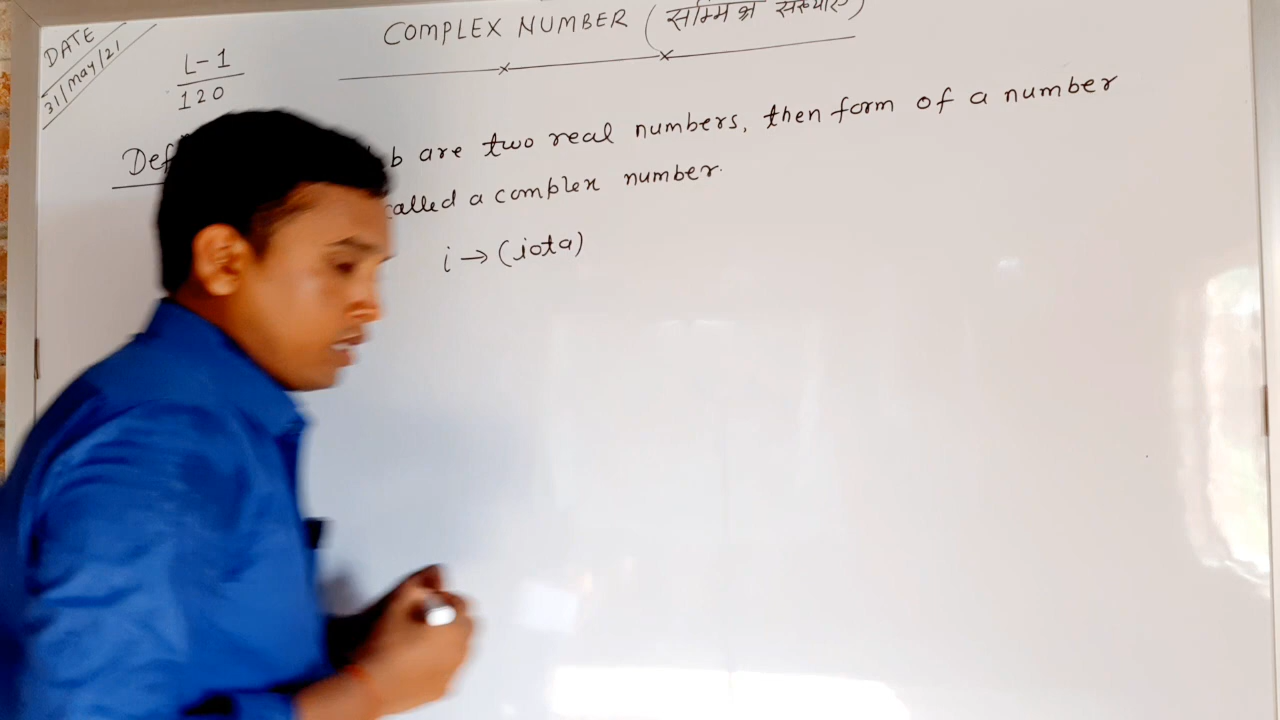 DATE
31/may/21
L-1
120
COMPLEX NUMBER (सम्मिश्र संख्याएँ)
b are two real numbers, then form of a number
called a complex number.
i → (iota)